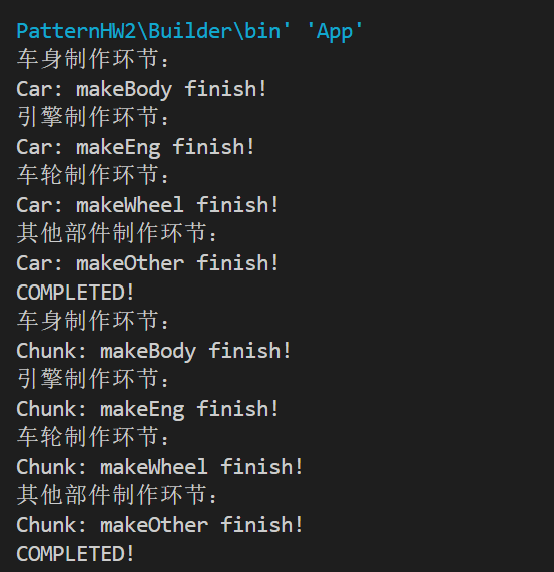 PatternHW2\Builder\bin' 'App'
车身制作环节：
Car: makeBody finish!
引擎制作环节：
Car: makeEng finish!
车轮制作环节：
Car: makeWheel finish!
其他部件制作环节：
Car: makeOther finish!
COMPLETED!
车身制作环节：
Chunk: makeBody finish!
引擎制作环节：
Chunk: makeEng finish!
车轮制作环节：
Chunk: makeWheel finish!
其他部件制作环节：
Chunk: makeOther finish!
COMPLETED!